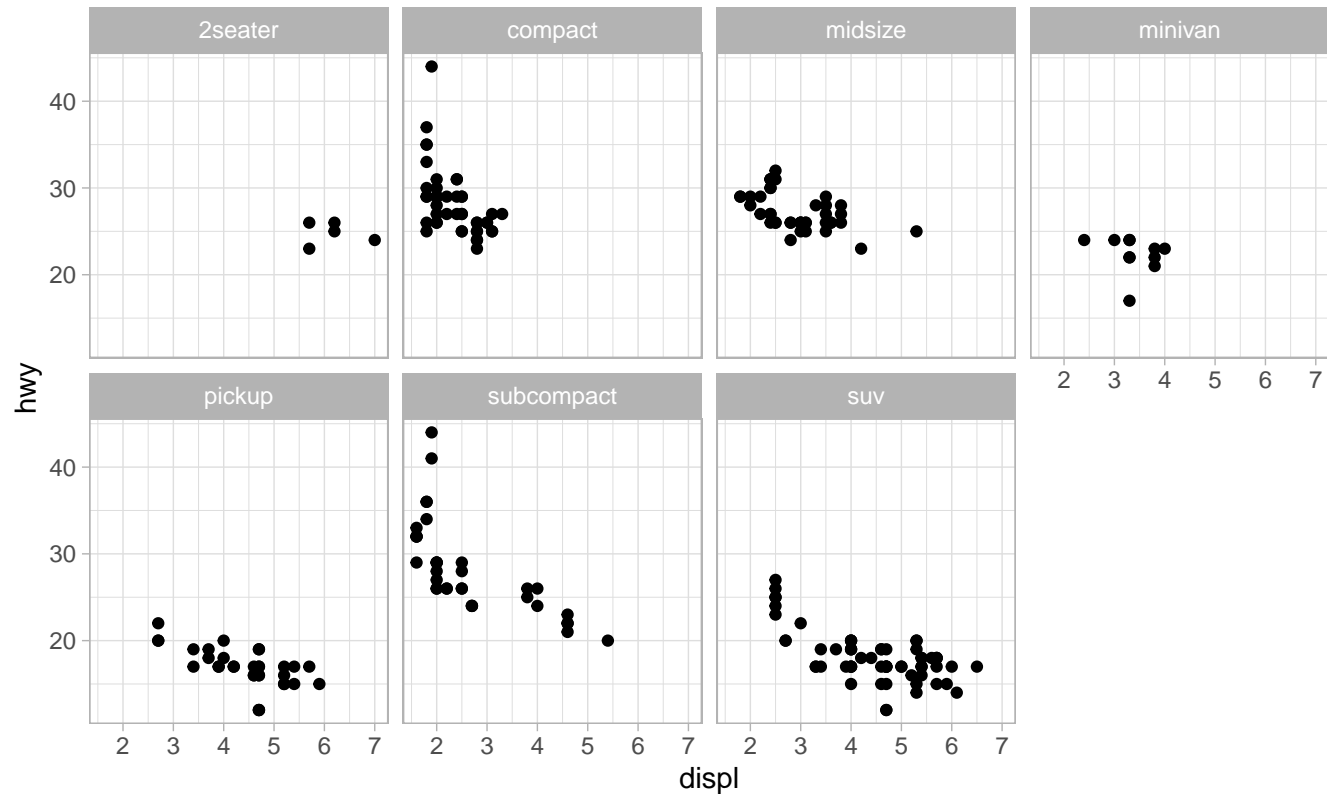 2seater compact midsize minivan
40
30
20
2 3 4 5 6 7
hwy
pickup subcompact suv
40
30
20
2 3 4 5 6 7 2 3 4 5 6 7 2 3 4 5 6 7
displ